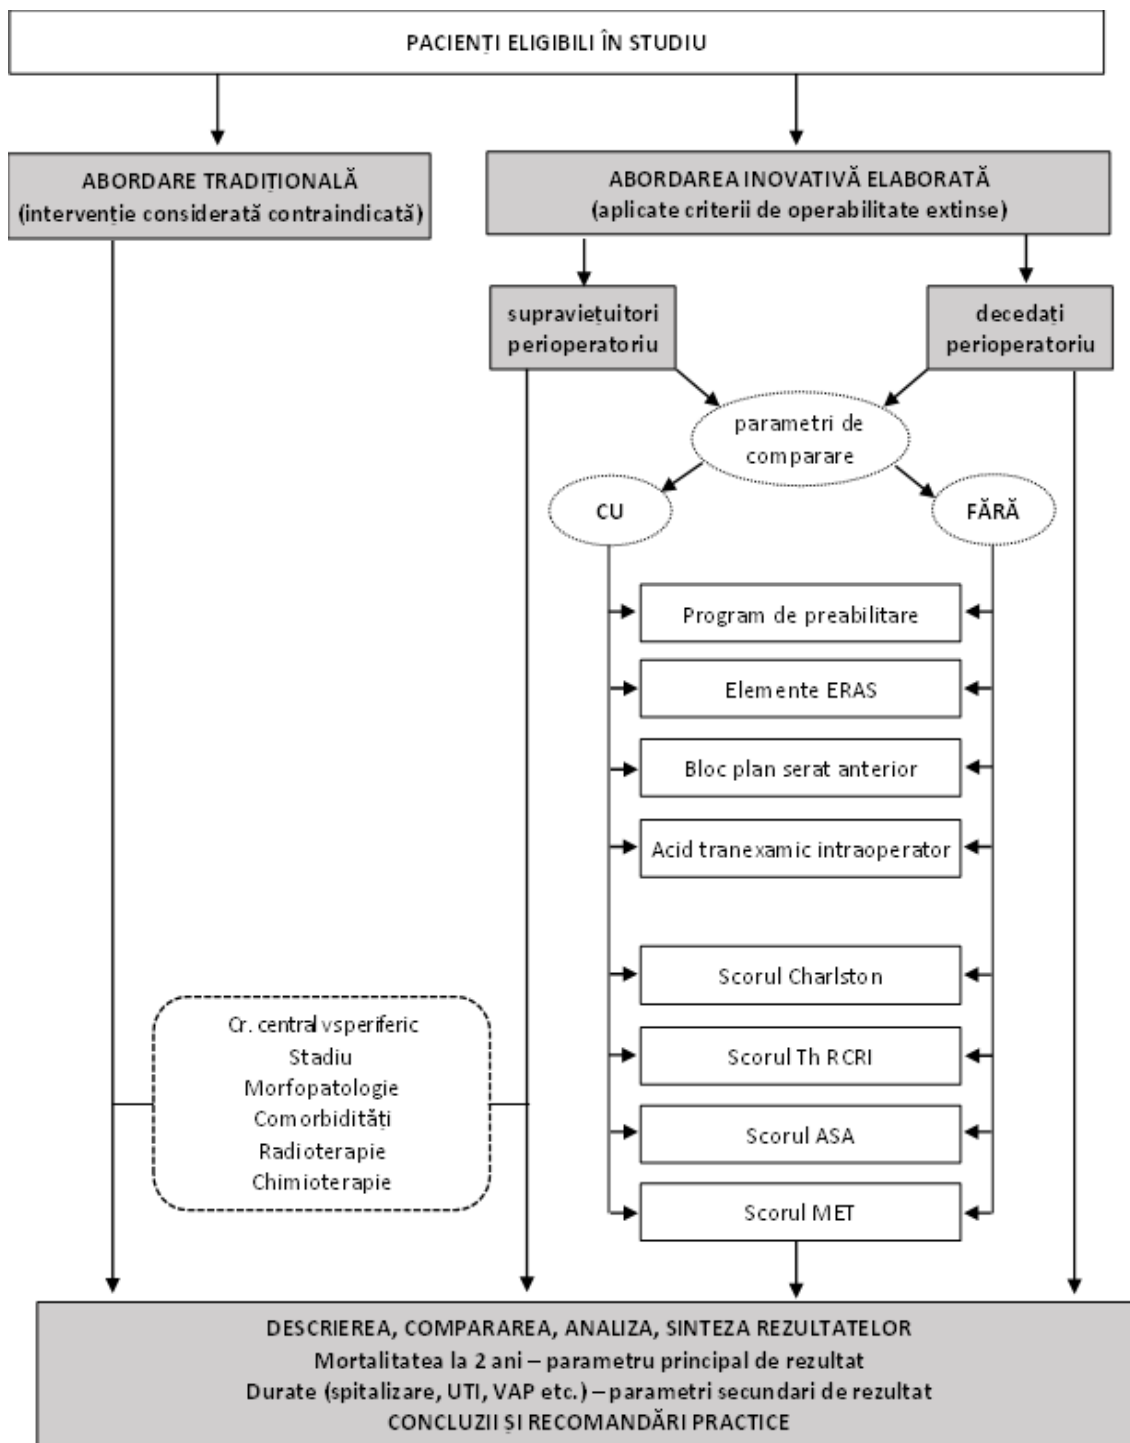 PACIENȚI ELIGIBILI ÎN STUDIU
ABORDARE TRADIȚIONALĂ
(intervenție considerată contraindicată)
ABORDAREA INOVATIVĂ ELABORATĂ
(aplicate criterii de operabilitate extinse)
supraviețuitori
perioperatoriu
decedați
perioperatoriu
parametri de
comparare
CU
FĂRĂ
Program de preabilitare
Elemente ERAS
Bloc plan serat anterior
Acid tranexamic intraoperator
Scorul Charlston
Scorul Th RCRI
Scorul ASA
Scorul MET
Cr. central vs periferic
Stadiu
Morfopatologie
Comorbidități
Radioterapie
Chimioterapie
DESCRIEREA, COMPARAREA, ANALIZA, SINTEZA REZULTATELOR
Mortalitatea la 2 ani – parametru principal de rezultat
Durate (spitalizare, UTI, VAP etc.) – parametri secundari de rezultat
CONCLUZII ȘI RECOMANDĂRI PRACTICE